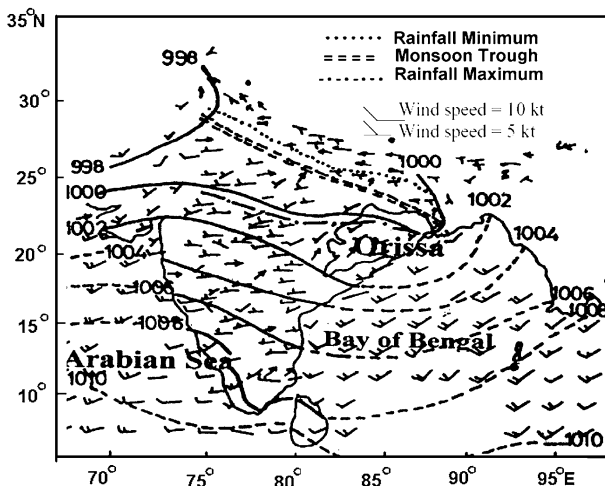 35°N
30°
25°
20°
15°
10°
Rainfall Minimum
Monsoon Trough
Rainfall Maximum
Wind speed = 10 kt
Wind speed = 5 kt
998
998
1000
1000
1002
1002
1004
1004
1006
1006
1008
1008
1010
1010
Orissa
Bay of Bengal
Arabian Sea
70°
75°
80°
85°
90°
95°E